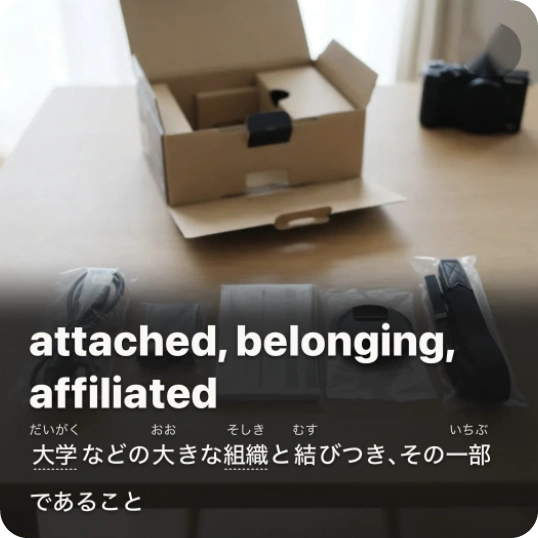 attached, belonging,
affiliated
だいがく おお そしき むす いちぶ
大学などの大きな組織と結びつき、その一部
であること